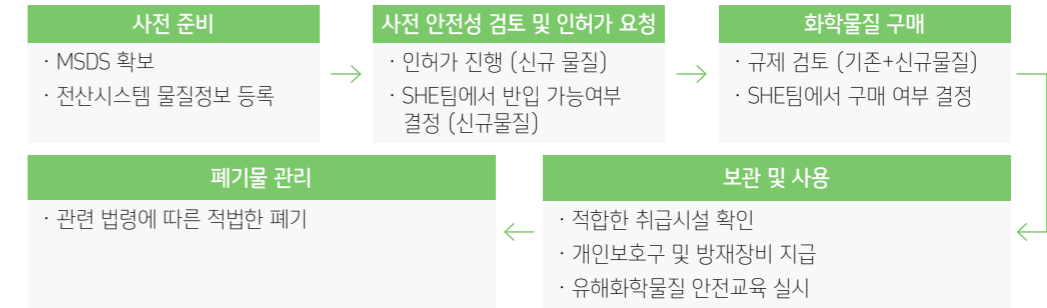 사전 준비
· MSDS 확보
· 전산시스템 물질정보 등록
사전 안전성 검토 및 인허가 요청
· 인허가 진행 (신규 물질)
· SHE팀에서 반입 가능여부
결정 (신규물질)
화학물질 구매
· 규제 검토 (기존+신규물질)
· SHE팀에서 구매 여부 결정
보관 및 사용
· 적합한 취급시설 확인
· 개인보호구 및 방재장비 지급
· 유해화학물질 안전교육 실시
폐기물 관리
· 관련 법령에 따른 적법한 폐기